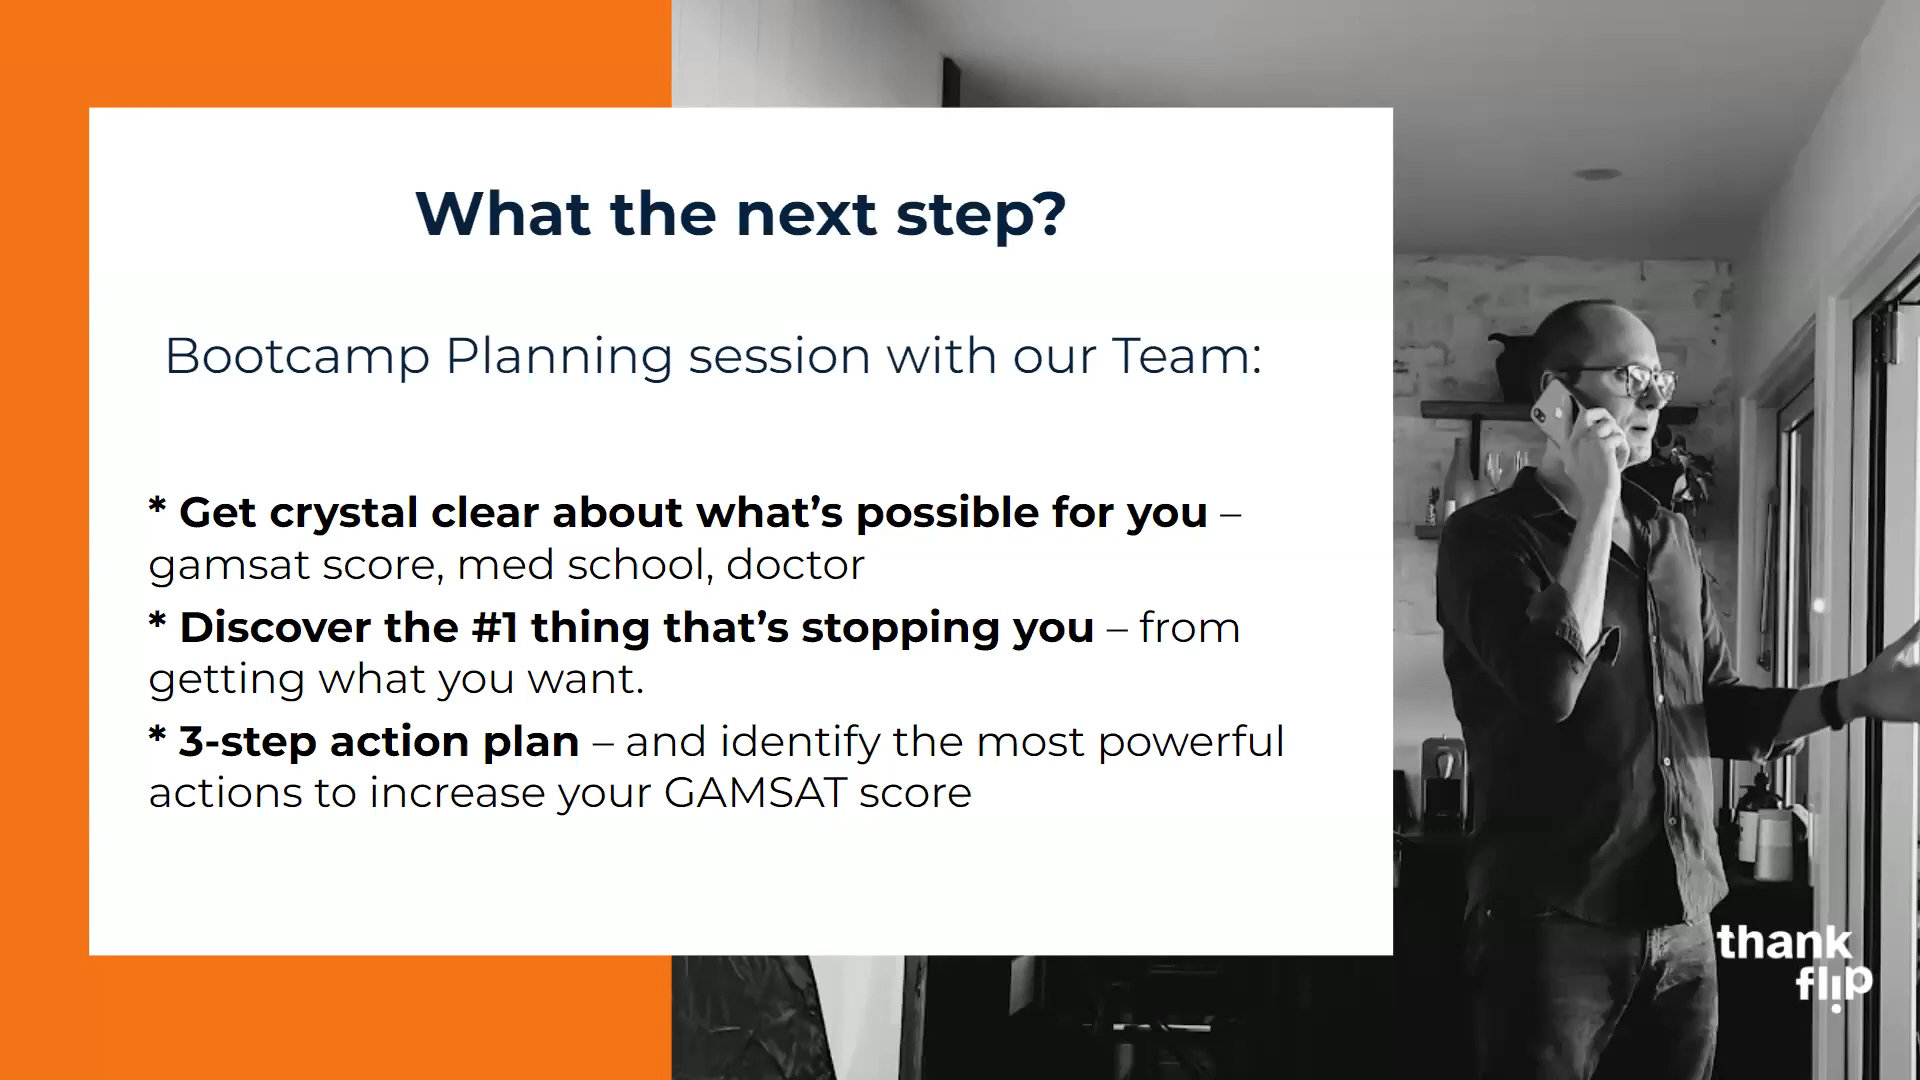 What the next step?
Bootcamp Planning session with our Team:
* Get crystal clear about what’s possible for you –
gamsat score, med school, doctor
* Discover the #1 thing that’s stopping you – from
getting what you want.
* 3-step action plan – and identify the most powerful
actions to increase your GAMSAT score
thank
flip